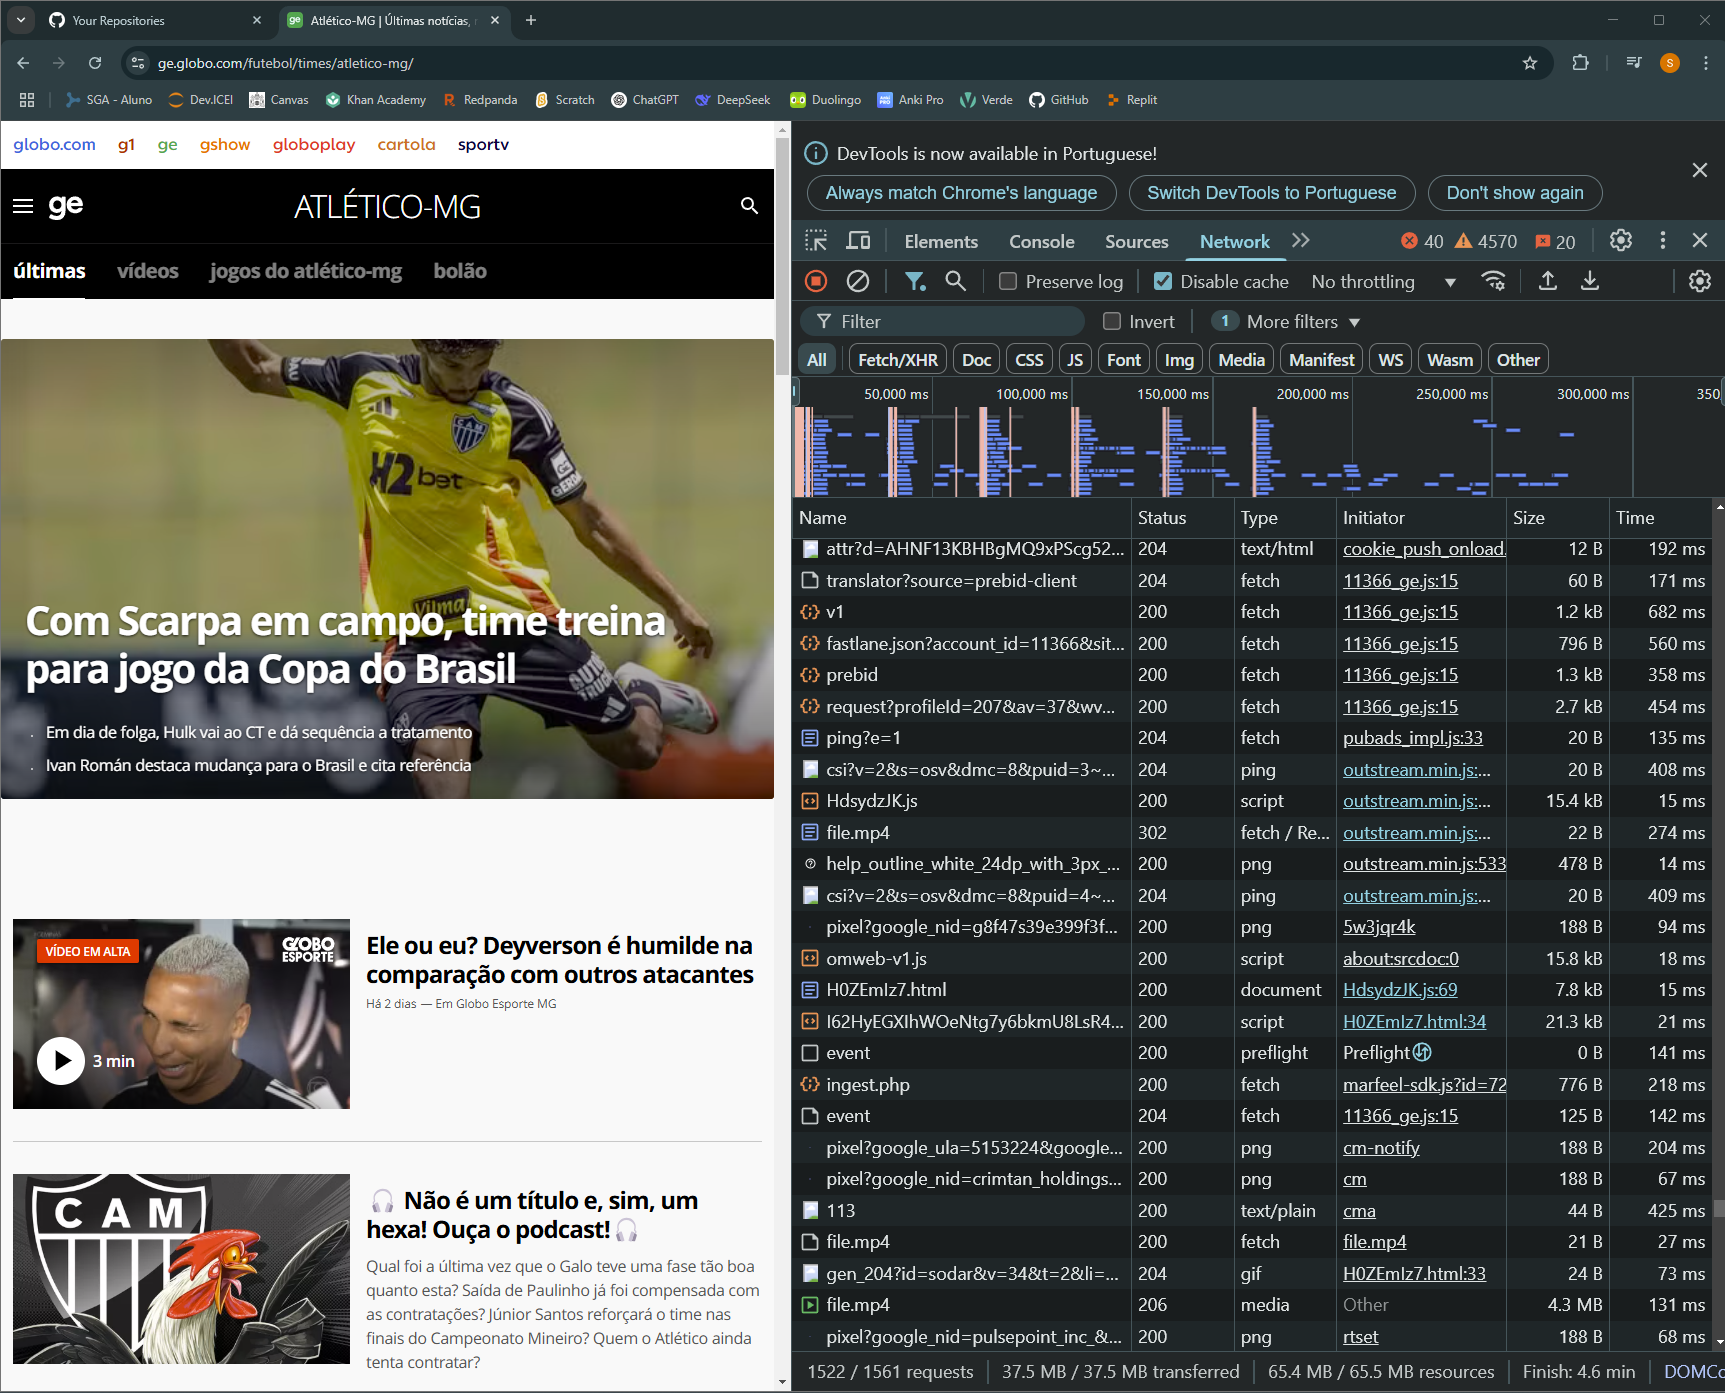 Your Repositories
Atlético-MG | Últimas notícias,
ge.globo.com/futebol/times/atletico-mg/
S
SGA - Aluno
Dev.ICEI
Canvas
Khan Academy
Redpanda
Scratch
ChatGPT
DeepSeek
Duolingo
Anki Pro
Verde
GitHub
Replit
globo.com g1 ge gshow globoplay cartola sportv
ge
ATLÉTICO-MG
últimas vídeos jogos do atlético-mg bolão
CAM
H2bet
GERDAU
Vilma
Com Scarpa em campo, time treina
para jogo da Copa do Brasil
Em dia de folga, Hulk vai ao CT e dá sequência a tratamento
Ivan Román destaca mudança para o Brasil e cita referência
VÍDEO EM ALTA
GLOBO
ESPORTE
3 min
Ele ou eu? Deyverson é humilde na
comparação com outros atacantes
Há 2 dias — Em Globo Esporte MG
CAM
Não é um título e, sim, um
hexa! Ouça o podcast!
Qual foi a última vez que o Galo teve uma fase tão boa
quanto esta? Saída de Paulinho já foi compensada com
as contratações? Júnior Santos reforçará o time nas
finais do Campeonato Mineiro? Quem o Atlético ainda
tenta contratar?
DevTools is now available in Portuguese!
Always match Chrome's language
Switch DevTools to Portuguese
Don't show again
Elements Console Sources Network 40 4570 20
Preserve log Disable cache No throttling
Filter Invert 1 More filters
All Fetch/XHR Doc CSS JS Font Img Media Manifest WS Wasm Other
50,000 ms 100,000 ms 150,000 ms 200,000 ms 250,000 ms 300,000 ms 350
Name Status Type Initiator Size Time
attr?d=AHNF13KBHBgMQ9xPScg52... 204 text/html cookie_push_onload. 12 B 192 ms
translator?source=prebid-client 204 fetch 11366_ge.js:15 60 B 171 ms
v1 200 fetch 11366_ge.js:15 1.2 kB 682 ms
fastlane.json?account_id=11366&sit... 200 fetch 11366_ge.js:15 796 B 560 ms
prebid 200 fetch 11366_ge.js:15 1.3 kB 358 ms
request?profileId=207&av=37&wv... 200 fetch 11366_ge.js:15 2.7 kB 454 ms
ping?e=1 204 fetch pubads_impl.js:33 20 B 135 ms
csi?v=2&s=osv&dmc=8&puid=3~... 204 ping outstream.min.js:... 20 B 408 ms
HdsydzJK.js 200 script outstream.min.js:... 15.4 kB 15 ms
file.mp4 302 fetch / Re... outstream.min.js:... 22 B 274 ms
help_outline_white_24dp_with_3px_... 200 png outstream.min.js:533 478 B 14 ms
csi?v=2&s=osv&dmc=8&puid=4~... 204 ping outstream.min.js:... 20 B 409 ms
pixel?google_nid=g8f47s39e399f3f... 200 png 5w3jqr4k 188 B 94 ms
omweb-v1.js 200 script about:srcdoc:0 15.8 kB 18 ms
H0ZEmIz7.html 200 document HdsydzJK.js:69 7.8 kB 15 ms
I62HyEGXIhWOeNtg7y6bkmU8LsR4... 200 script H0ZEmIz7.html:34 21.3 kB 21 ms
event 200 preflight Preflight 0 B 141 ms
ingest.php 200 fetch marfeel-sdk.js?id=72 776 B 218 ms
event 204 fetch 11366_ge.js:15 125 B 142 ms
pixel?google_ula=5153224&google... 200 png cm-notify 188 B 204 ms
pixel?google_nid=crimtan_holdings... 200 png cm 188 B 67 ms
113 200 text/plain cma 44 B 425 ms
file.mp4 200 fetch file.mp4 21 B 27 ms
gen_204?id=sodar&v=34&t=2&li=... 204 gif H0ZEmIz7.html:33 24 B 73 ms
file.mp4 206 media Other 4.3 MB 131 ms
pixel?google_nid=pulsepoint_inc_&... 200 png rtset 188 B 68 ms
1522 / 1561 requests 37.5 MB / 37.5 MB transferred 65.4 MB / 65.5 MB resources Finish: 4.6 min DOMCo